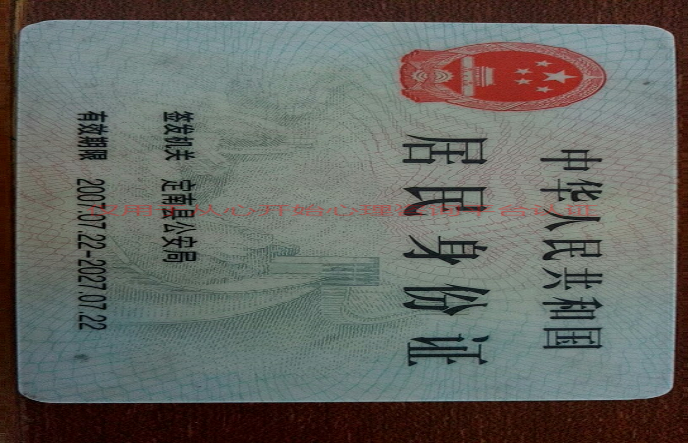 中华人民共和国
居民身份证
签发机关 定南县公安局
有效期限 2007.07.22-2027.07.22